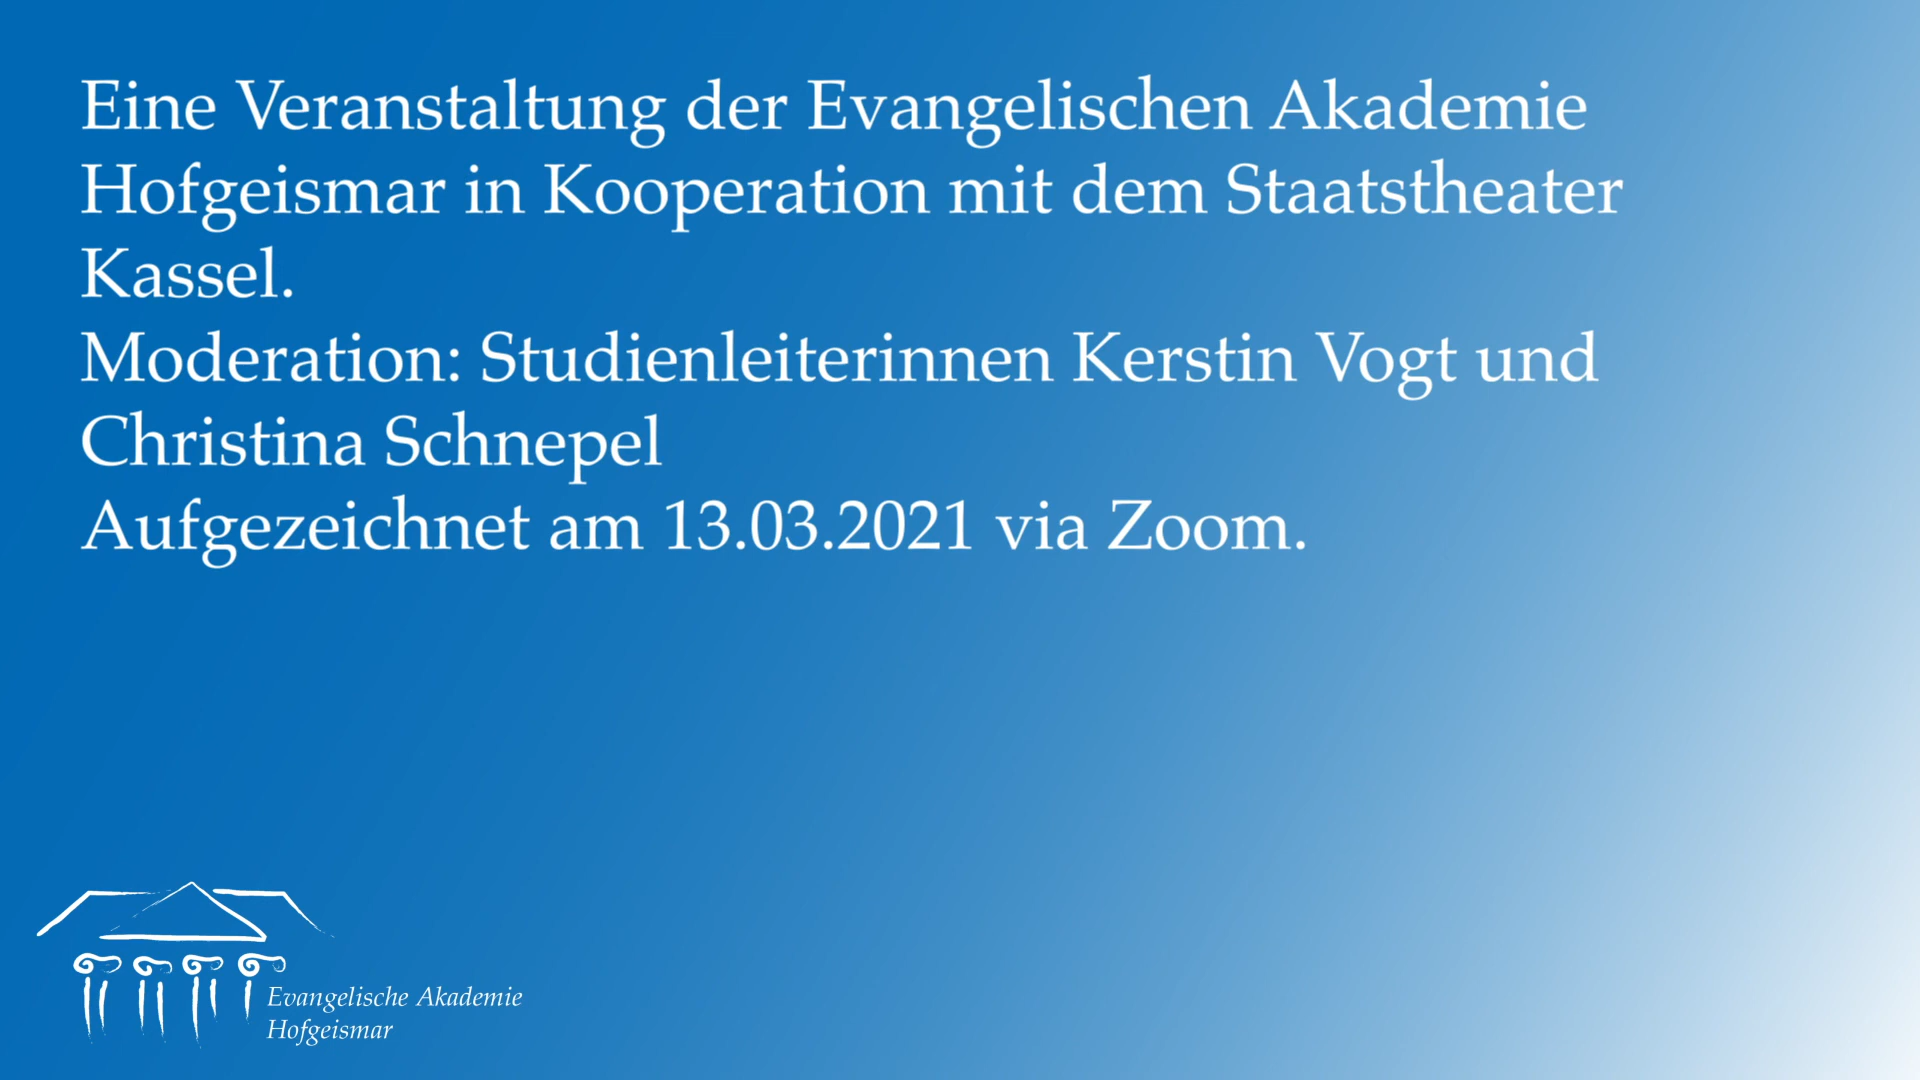 Eine Veranstaltung der Evangelischen Akademie
Hofgeismar in Kooperation mit dem Staatstheater
Kassel.
Moderation: Studienleiterinnen Kerstin Vogt und
Christina Schnepel
Aufgezeichnet am 13.03.2021 via Zoom.
Evangelische Akademie
Hofgeismar